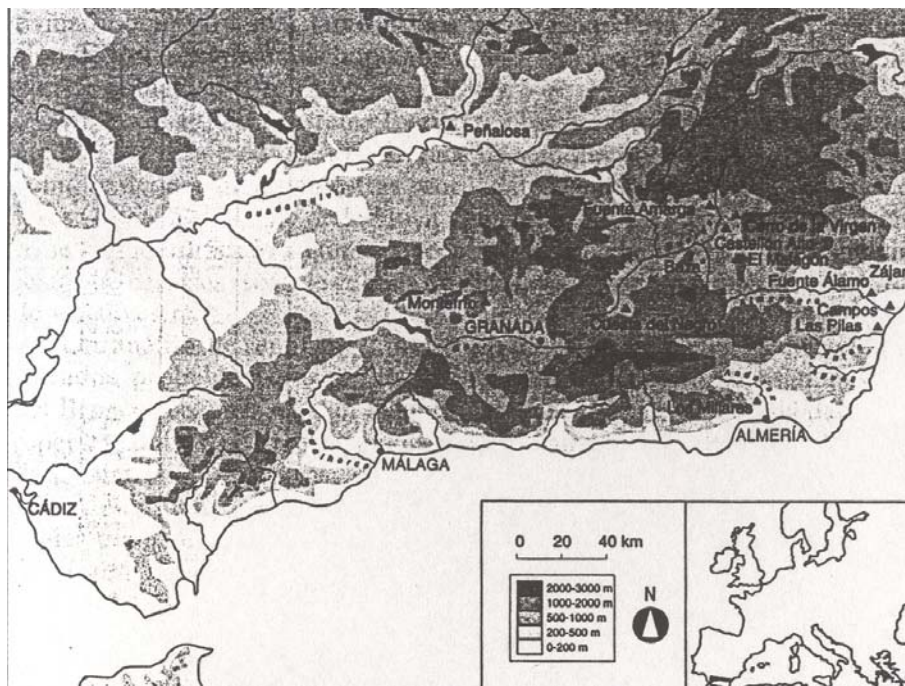 Peñalosa
Guadalquivir
Fuente Amarga
Cerro de la Virgen
Castellón Alto
El Malagón
Baza
Fuente Álamo
Zájara
Montefrío
GRANADA
Cuesta del Negro
Campos
Las Pilas
Los Millares
ALMERÍA
MÁLAGA
CÁDIZ
0 20 40 km
2000-3000 m
1000-2000 m
500-1000 m
200-500 m
0-200 m
N